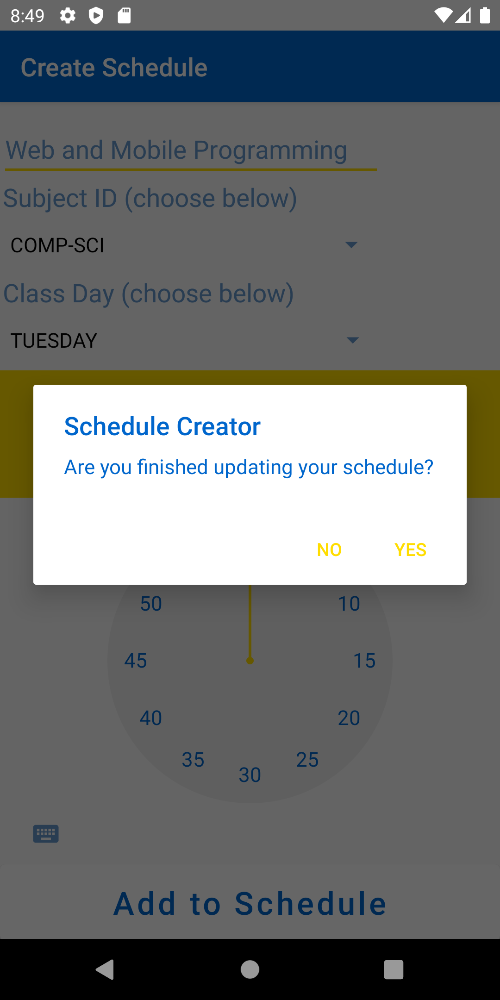 8:49
Create Schedule
Web and Mobile Programming
Subject ID (choose below)
COMP-SCI
Class Day (choose below)
TUESDAY
Schedule Creator
Are you finished updating your schedule?
NO YES
50 10
45 15
40 20
35 25
30
Add to Schedule